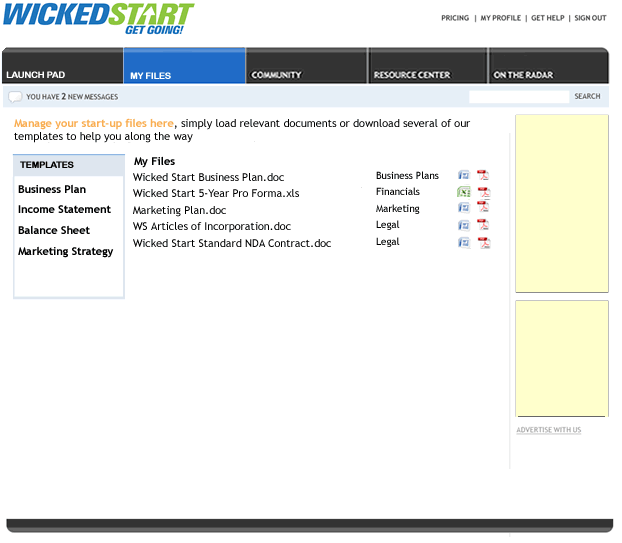 WICKEDSTART
GET GOING!
PRICING | MY PROFILE | GET HELP | SIGN OUT
LAUNCH PAD
MY FILES
COMMUNITY
RESOURCE CENTER
ON THE RADAR
YOU HAVE 2 NEW MESSAGES
SEARCH
Manage your start-up files here, simply load relevant documents or download several of our
templates to help you along the way
TEMPLATES
Business Plan
Income Statement
Balance Sheet
Marketing Strategy
My Files
Wicked Start Business Plan.doc Business Plans
Wicked Start 5-Year Pro Forma.xls Financials
Marketing Plan.doc Marketing
WS Articles of Incorporation.doc Legal
Wicked Start Standard NDA Contract.doc Legal
ADVERTISE WITH US